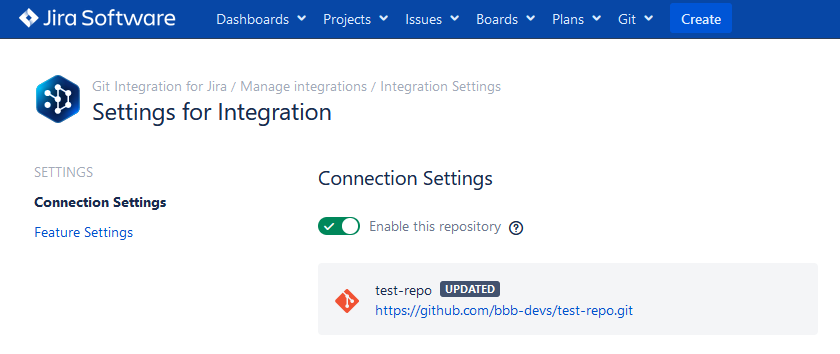 Jira Software Dashboards Projects Issues Boards Plans Git Create
Git Integration for Jira / Manage integrations / Integration Settings
Settings for Integration
SETTINGS
Connection Settings
Feature Settings
Connection Settings
Enable this repository ?
test-repo UPDATED
https://github.com/bbb-devs/test-repo.git